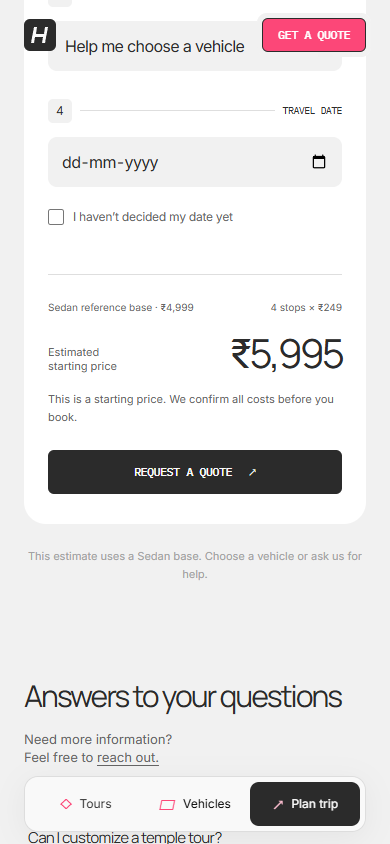 H
GET A QUOTE
Help me choose a vehicle
4
TRAVEL DATE
dd-mm-yyyy
I haven't decided my date yet
Sedan reference base · ₹4,999
4 stops × ₹249
Estimated
starting price
₹5,995
This is a starting price. We confirm all costs before you
book.
REQUEST A QUOTE ↗
This estimate uses a Sedan base. Choose a vehicle or ask us for
help.
Answers to your questions
Need more information?
Feel free to reach out.
Tours
Vehicles
↗ Plan trip
Can I customize a temple tour?